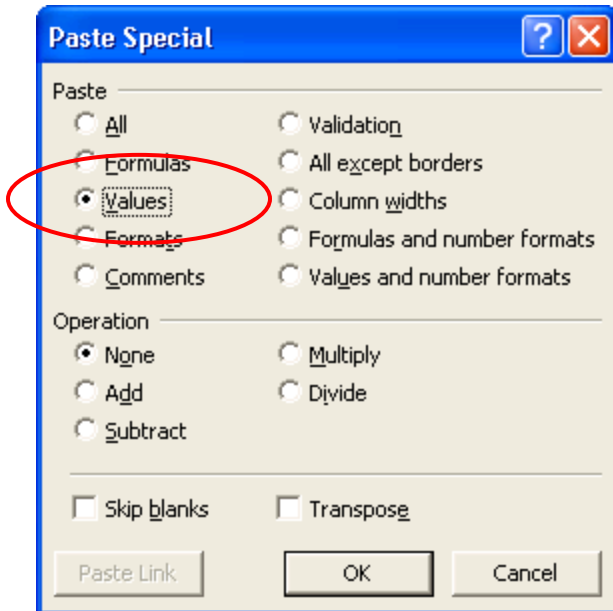 Paste Special ?
Paste
All Validation
Formulas All except borders
Values Column widths
Formats Formulas and number formats
Comments Values and number formats
Operation
None Multiply
Add Divide
Subtract
Skip blanks Transpose
Paste Link OK Cancel